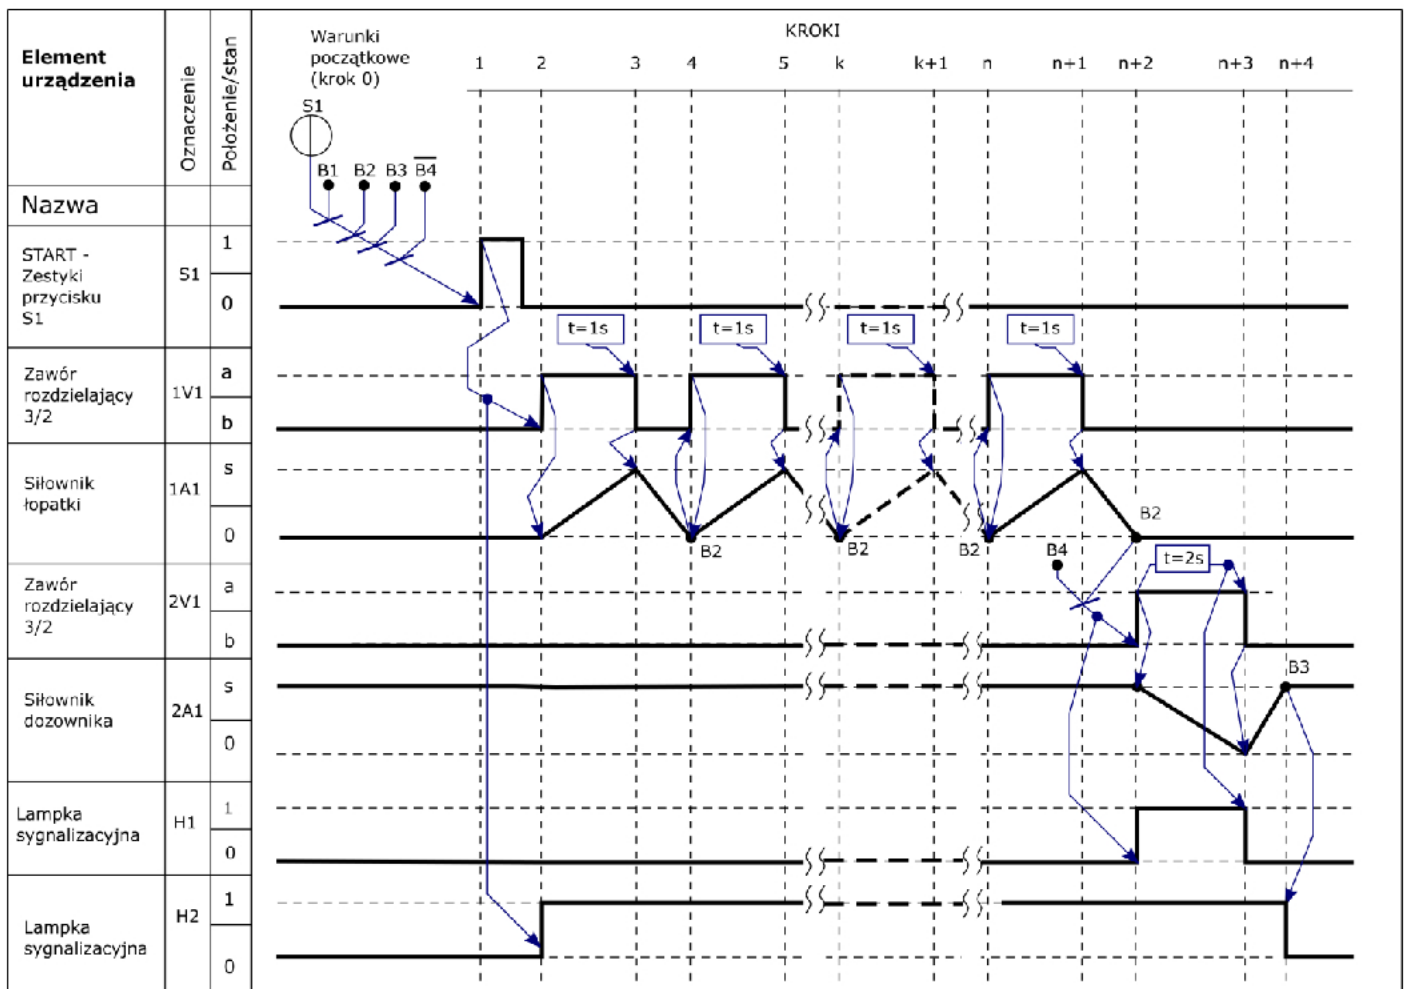 Element
urządzenia
Oznaczenie
Położenie/stan
Warunki
początkowe
(krok 0)
KROKI
1 2 3 4 5 k k+1 n n+1 n+2 n+3 n+4
S1
B1 B2 B3 B4
Nazwa
START -
Zestyki
przycisku
S1
S1
1
0
t=1s t=1s t=1s t=1s
Zawór
rozdzielający
3/2
1V1
a
b
Siłownik
łopatki
1A1
s
0
B2 B2 B2 B2
Zawór
rozdzielający
3/2
2V1
a
b
B4
t=2s
Siłownik
dozownika
2A1
s
0
B3
Lampka
sygnalizacyjna
H1
1
0
Lampka
sygnalizacyjna
H2
1
0